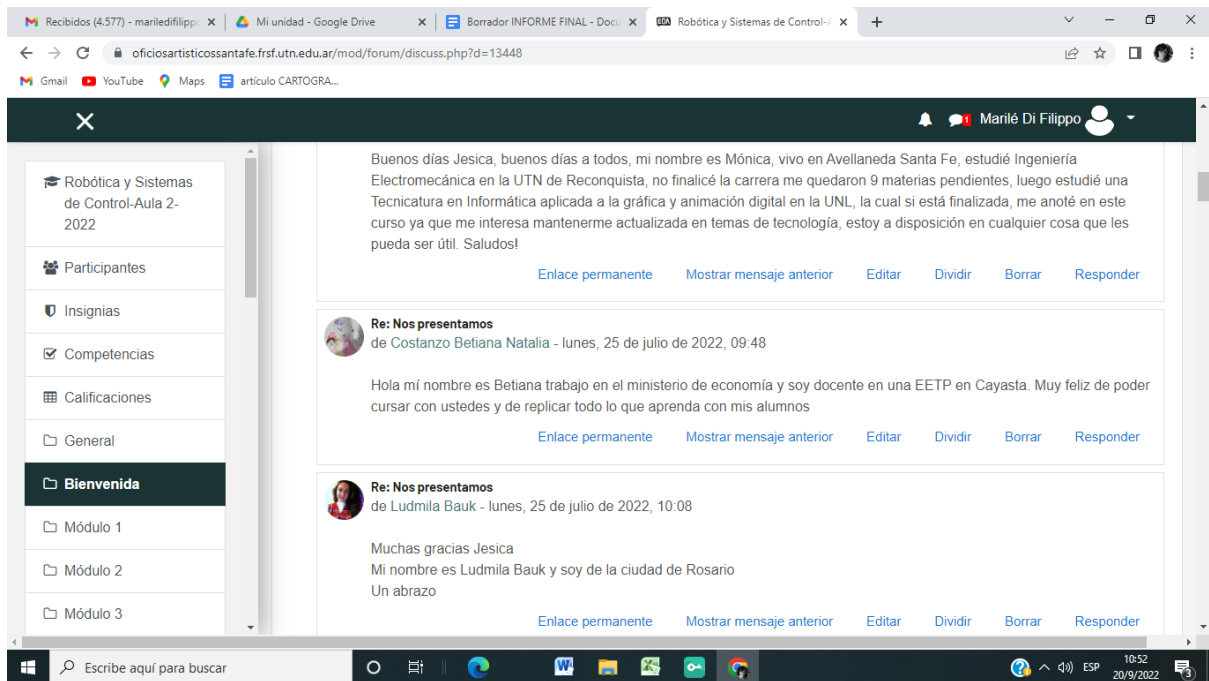 Recibidos (4.577) - mariledifilippo
Mi unidad - Google Drive
Borrador INFORME FINAL - Docu
EOA
Robótica y Sistemas de Control-A
oficiosartisticossantafe.frsf.utn.edu.ar/mod/forum/discuss.php?d=13448
Gmail
YouTube
Maps
artículo CARTOGRA...
1
Marilé Di Filippo
Robótica y Sistemas
de Control-Aula 2-
2022
Participantes
Insignias
Competencias
Calificaciones
General
Bienvenida
Módulo 1
Módulo 2
Módulo 3
Buenos días Jesica, buenos días a todos, mi nombre es Mónica, vivo en Avellaneda Santa Fe, estudié Ingeniería
Electromecánica en la UTN de Reconquista, no finalicé la carrera me quedaron 9 materias pendientes, luego estudié una
Tecnicatura en Informática aplicada a la gráfica y animación digital en la UNL, la cual si está finalizada, me anoté en este
curso ya que me interesa mantenerme actualizada en temas de tecnología, estoy a disposición en cualquier cosa que les
pueda ser útil. Saludos!
Enlace permanente Mostrar mensaje anterior Editar Dividir Borrar Responder
Re: Nos presentamos
de Costanzo Betiana Natalia - lunes, 25 de julio de 2022, 09:48
Hola mí nombre es Betiana trabajo en el ministerio de economía y soy docente en una EETP en Cayasta. Muy feliz de poder
cursar con ustedes y de replicar todo lo que aprenda con mis alumnos
Enlace permanente Mostrar mensaje anterior Editar Dividir Borrar Responder
Re: Nos presentamos
de Ludmila Bauk - lunes, 25 de julio de 2022, 10:08
Muchas gracias Jesica
Mi nombre es Ludmila Bauk y soy de la ciudad de Rosario
Un abrazo
Enlace permanente Mostrar mensaje anterior Editar Dividir Borrar Responder
Escribe aquí para buscar
ESP
10:52
20/9/2022
3